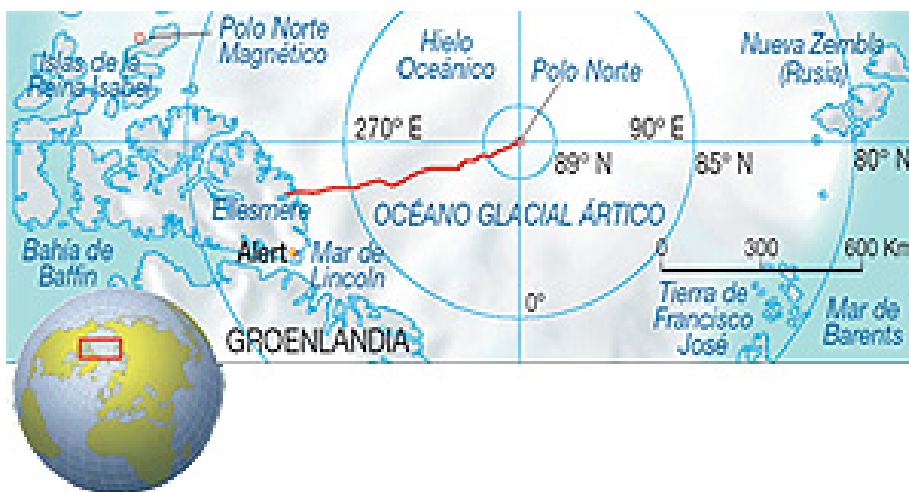 Polo Norte
Magnético
Islas de la
Reina Isabel
Hielo
Oceánico
Polo Norte
Nueva Zembla
(Rusia)
270° E
90° E
89° N
85° N
80° N
Ellesmere
OCÉANO GLACIAL ÁRTICO
Bahía de
Baffin
Alert
Mar de
Lincoln
0
300
600 Km
0°
Tierra de
Francisco
José
Mar de
Barents
GROENLANDIA